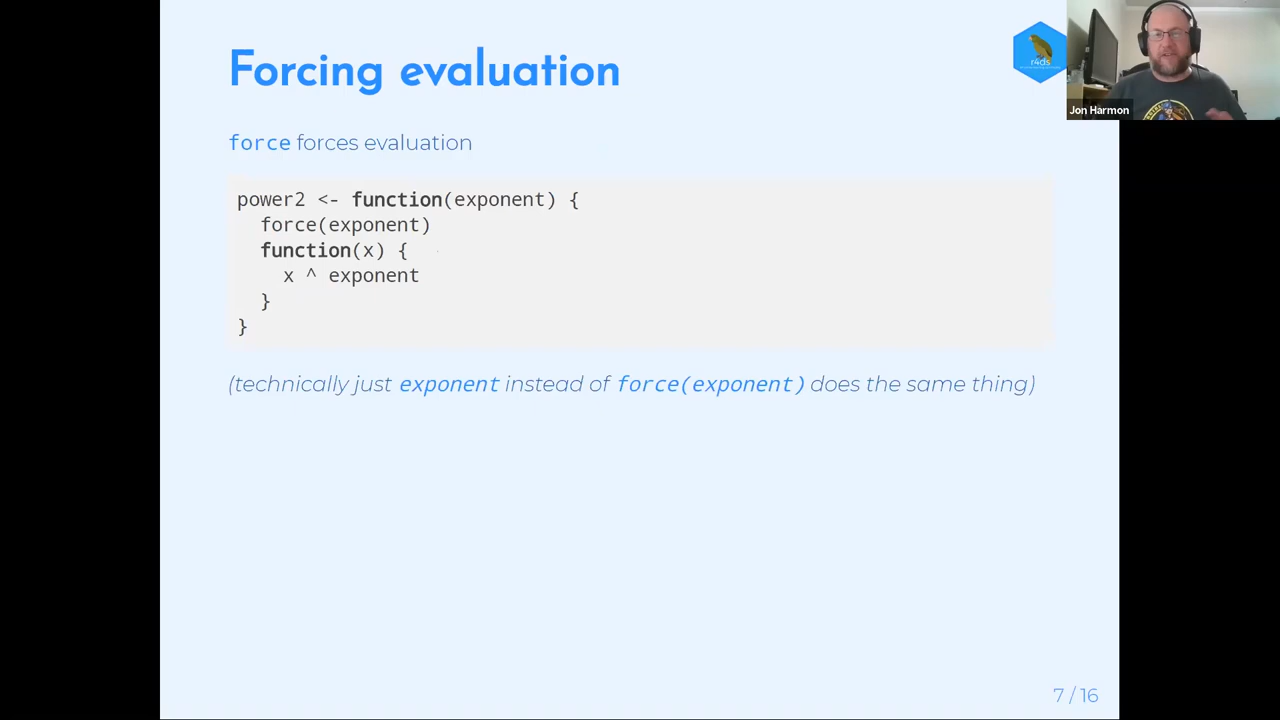 Forcing evaluation
r4ds
Jon Harmon
force forces evaluation
power2 <- function(exponent) {
  force(exponent)
  function(x) {
    x ^ exponent
  }
}
(technically just exponent instead of force(exponent) does the same thing)
7 / 16